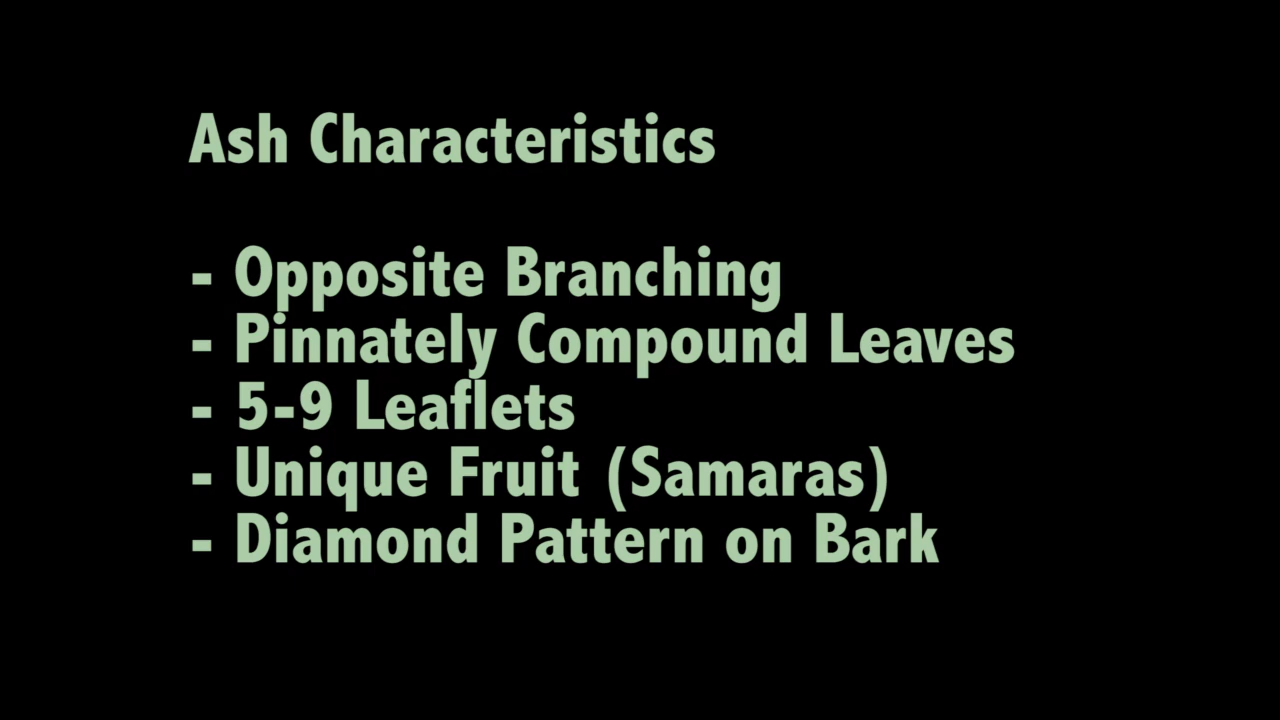 Ash Characteristics
- Opposite Branching
- Pinnately Compound Leaves
- 5-9 Leaflets
- Unique Fruit (Samaras)
- Diamond Pattern on Bark